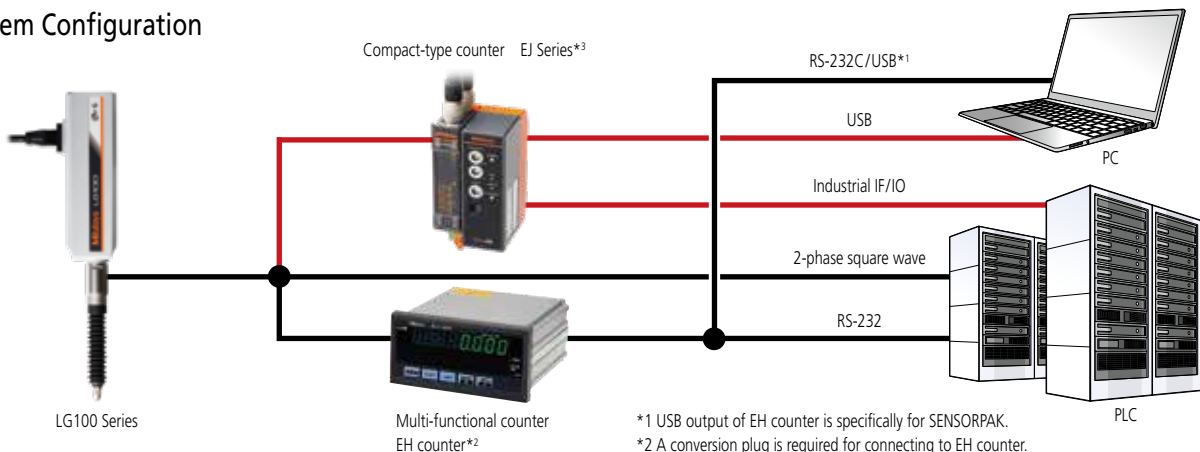 em Configuration
Compact-type counter EJ Series*3
RS-232C/USB*1
USB
PC
Industrial IF/IO
2-phase square wave
RS-232
PLC
LG100 Series
Multi-functional counter
EH counter*2
*1 USB output of EH counter is specifically for SENSORPAK.
*2 A conversion plug is required for connecting to EH counter.
LG100
0.000